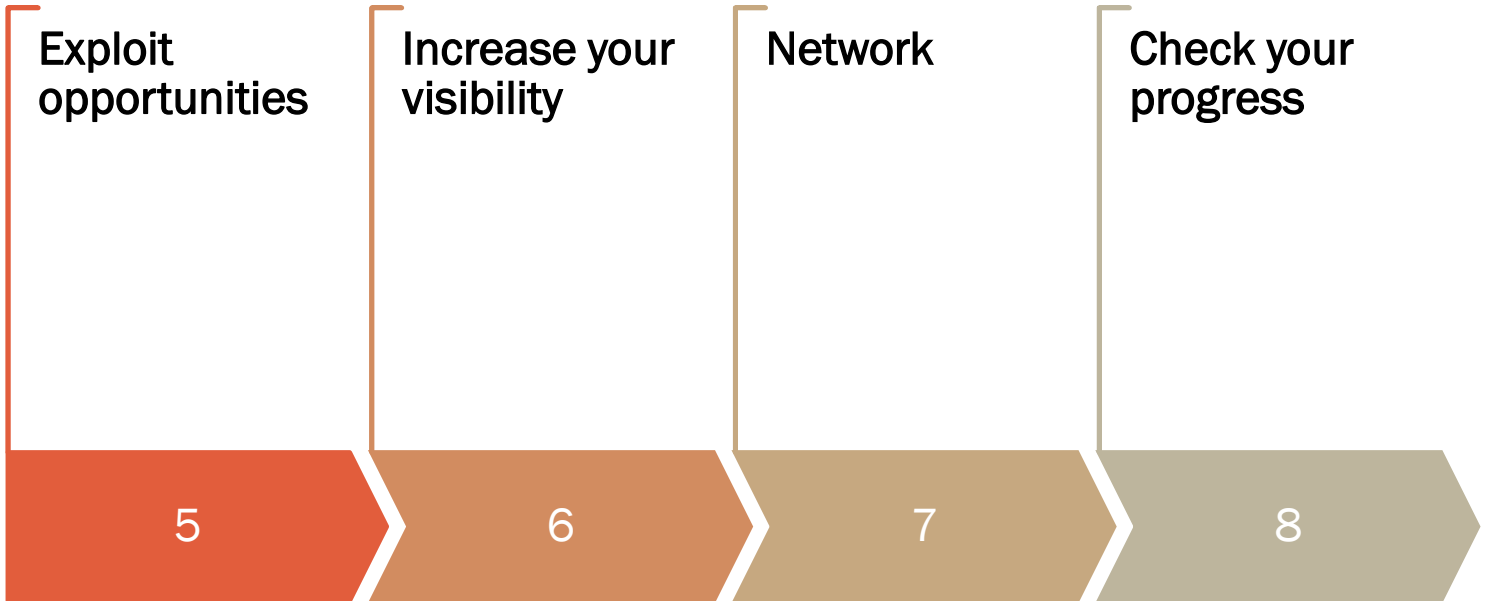 Exploit
opportunities
Increase your
visibility
Network
Check your
progress
5
6
7
8